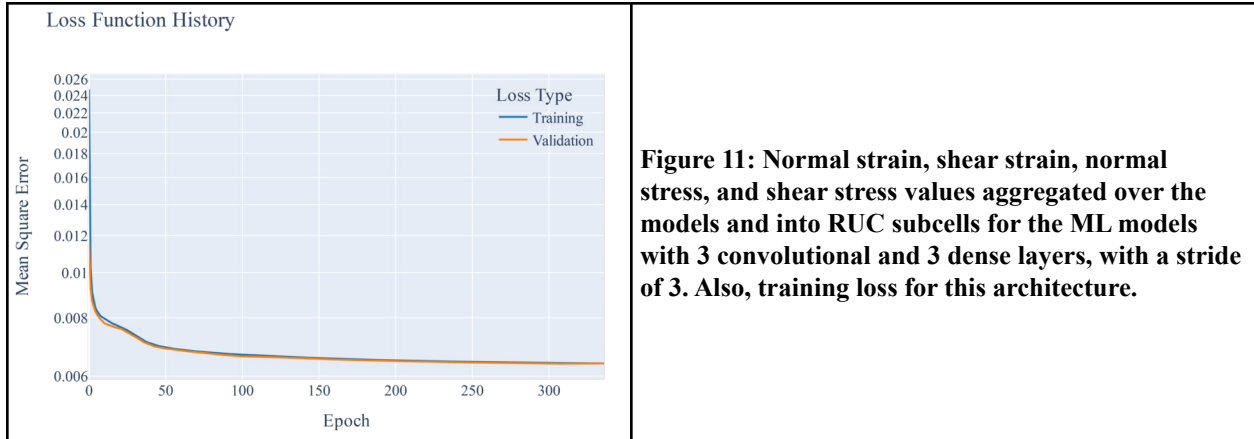 Loss Function History
0.026
0.024
0.022
0.02
0.018
0.016
0.014
0.012
0.01
0.008
0.006
Mean Square Error
Loss Type
Training
Validation
0
50
100
150
200
250
300
Epoch
Figure 11: Normal strain, shear strain, normal
stress, and shear stress values aggregated over the
models and into RUC subcells for the ML models
with 3 convolutional and 3 dense layers, with a stride
of 3. Also, training loss for this architecture.